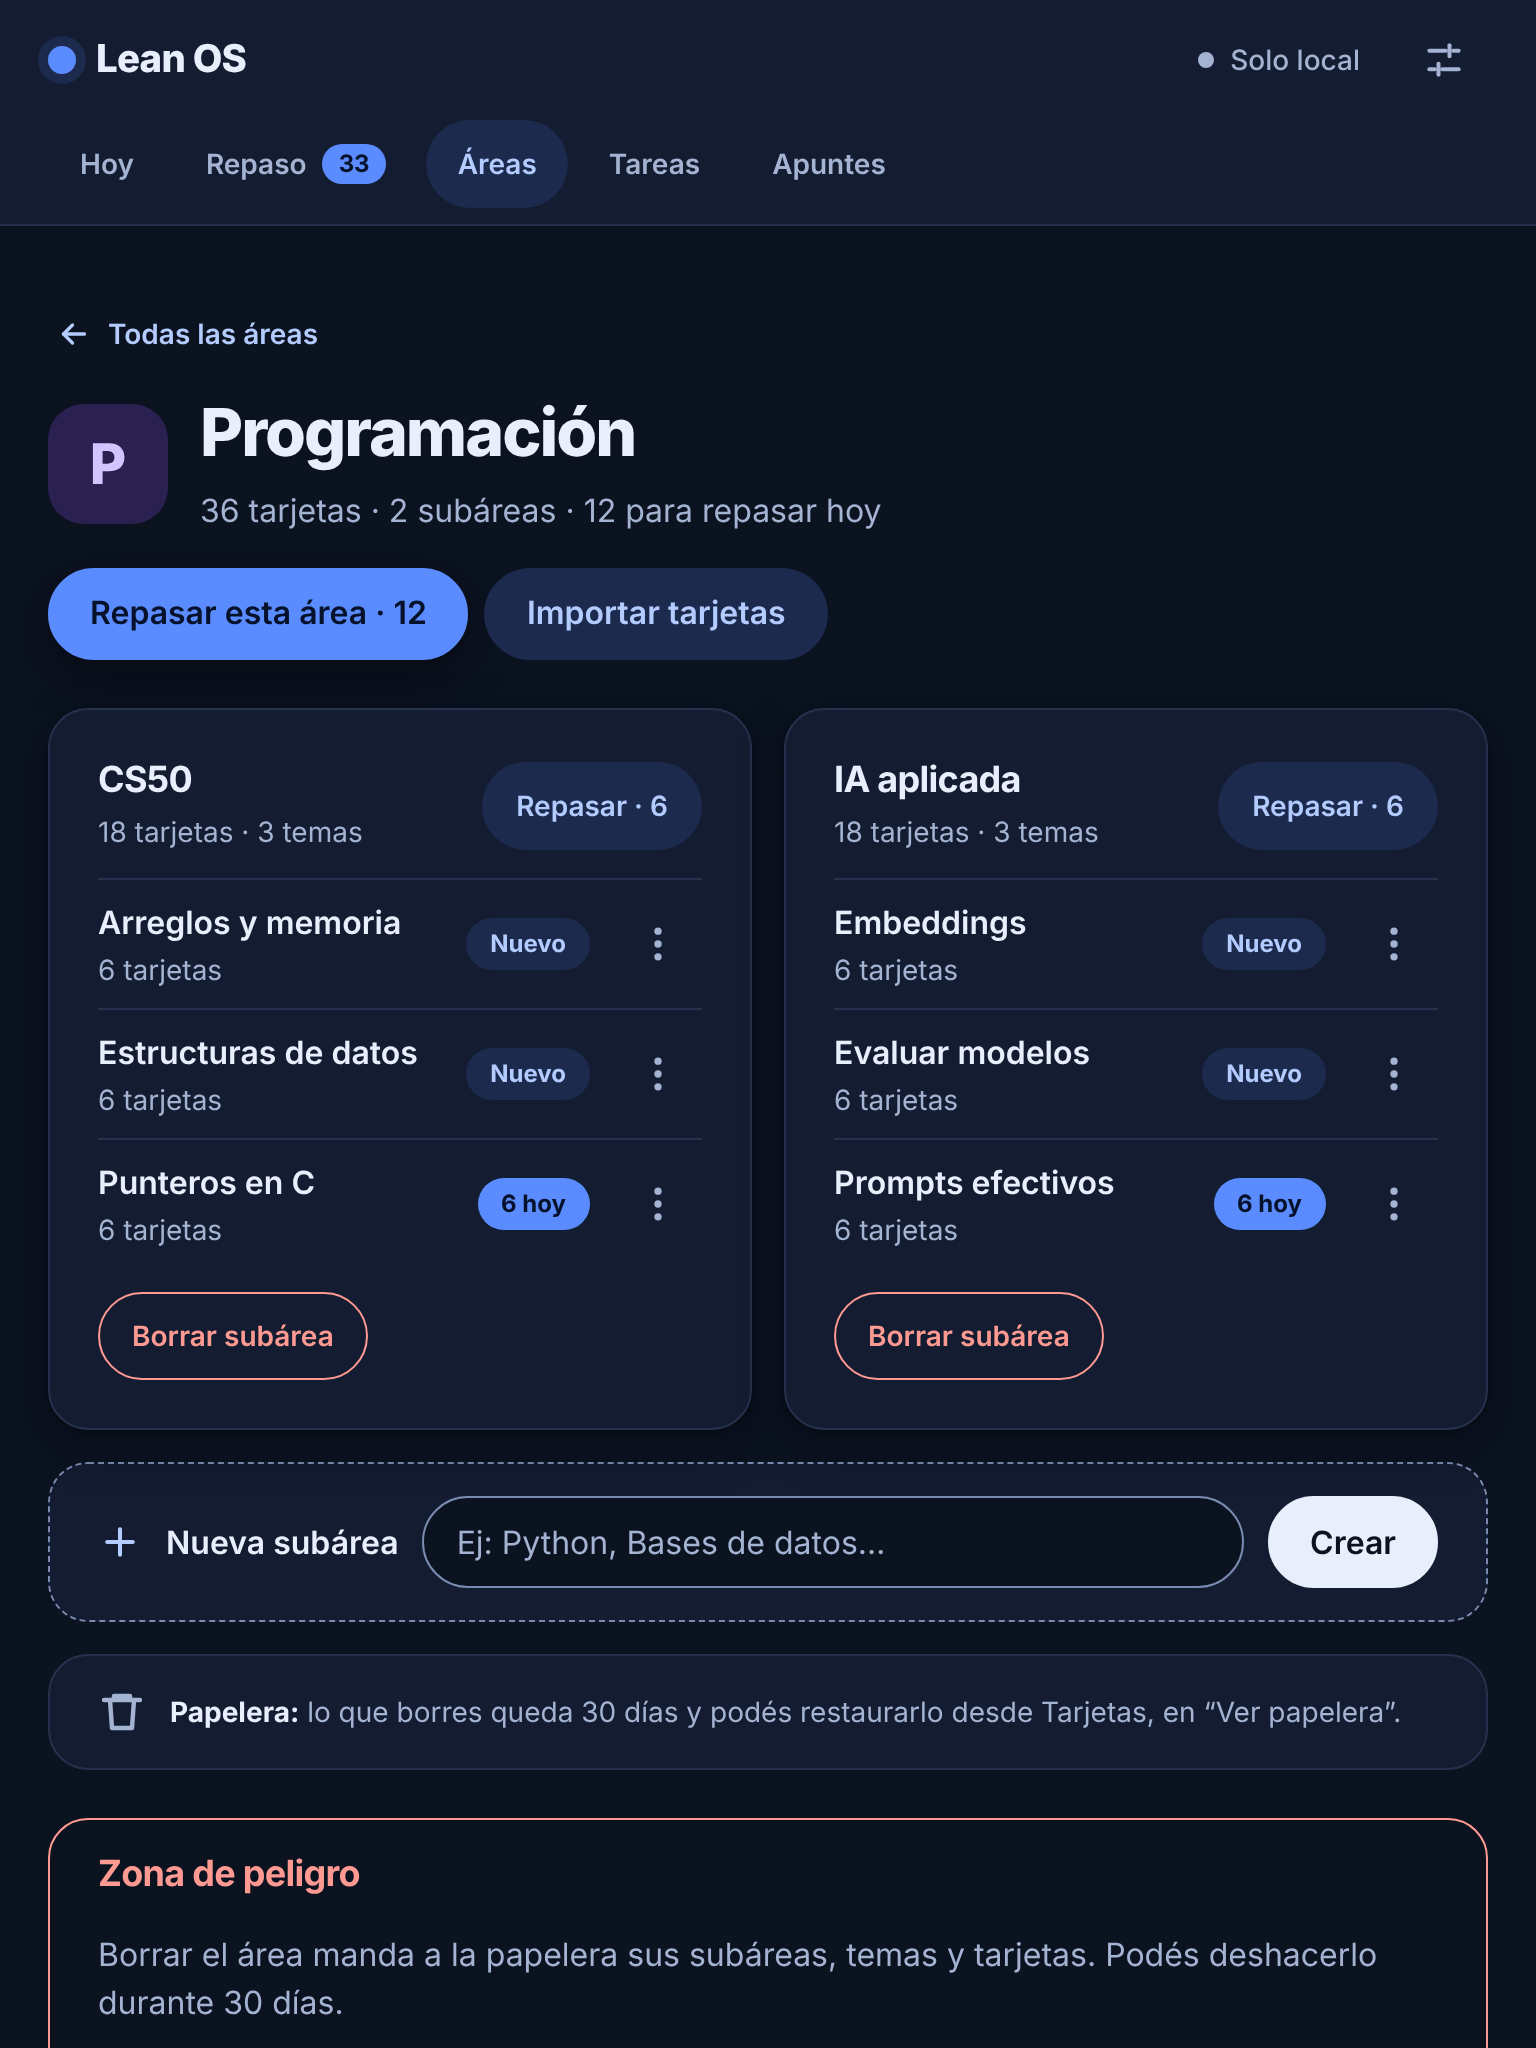 Lean OS
Solo local
Hoy
Repaso 33
Áreas
Tareas
Apuntes
Todas las áreas
P
Programación
36 tarjetas · 2 subáreas · 12 para repasar hoy
Repasar esta área · 12
Importar tarjetas
CS50
18 tarjetas · 3 temas
Repasar · 6
Arreglos y memoria
6 tarjetas
Nuevo
Estructuras de datos
6 tarjetas
Nuevo
Punteros en C
6 tarjetas
6 hoy
Borrar subárea
IA aplicada
18 tarjetas · 3 temas
Repasar · 6
Embeddings
6 tarjetas
Nuevo
Evaluar modelos
6 tarjetas
Nuevo
Prompts efectivos
6 tarjetas
6 hoy
Borrar subárea
Nueva subárea
Ej: Python, Bases de datos...
Crear
Papelera: lo que borres queda 30 días y podés restaurarlo desde Tarjetas, en “Ver papelera”.
Zona de peligro
Borrar el área manda a la papelera sus subáreas, temas y tarjetas. Podés deshacerlo
durante 30 días.